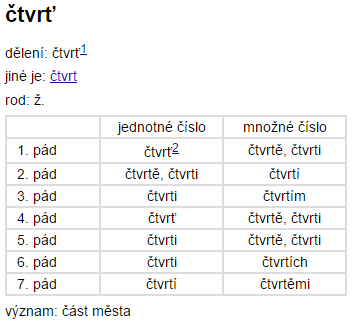 čtvrť
dělení: čtvrť1
jiné je: čtvrt
rod: ž.
jednotné číslo množné číslo
1. pád čtvrť2 čtvrtě, čtvrti
2. pád čtvrtě, čtvrti čtvrtí
3. pád čtvrti čtvrtím
4. pád čtvrť čtvrtě, čtvrti
5. pád čtvrti čtvrtě, čtvrti
6. pád čtvrti čtvrtích
7. pád čtvrtí čtvrtěmi
význam: část města